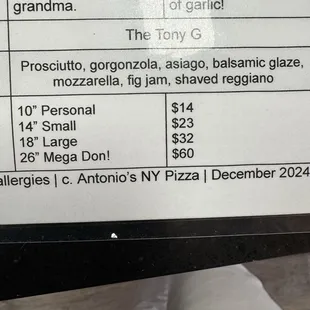 grandma.
of garlic!
The Tony G
Prosciutto, gorgonzola, asiago, balsamic glaze,
mozzarella, fig jam, shaved reggiano
10" Personal $14
14" Small $23
18" Large $32
26" Mega Don! $60
allergies | c. Antonio's NY Pizza | December 2024